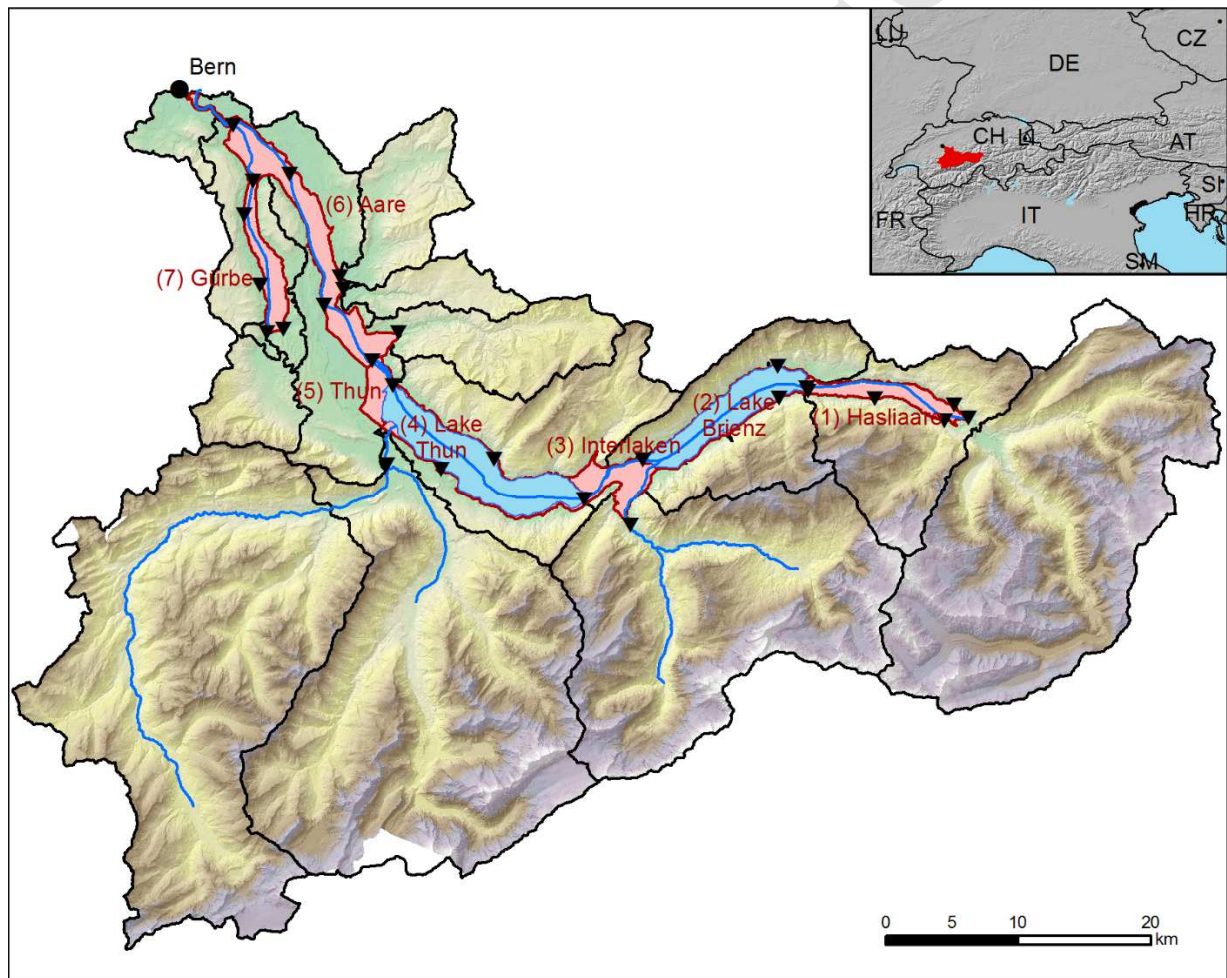 Bern
LU
CZ
DE
CH
LI
AT
SI
HR
FR
IT
SM
(6) Aare
(7) Gürbe
(5) Thun
(4) Lake
Thun
(3) Interlaken
(2) Lake
Brienz
(1) Hasliaare
0 5 10 20
km